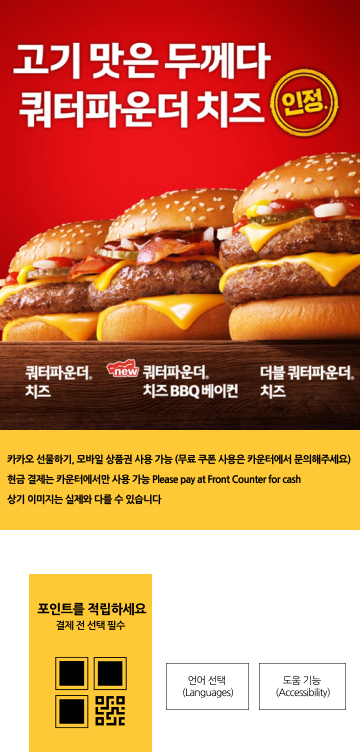 고기 맛은 두께다
쿼터파운더 치즈 인정.
쿼터파운더®
치즈
new 쿼터파운더®
치즈 BBQ 베이컨
더블 쿼터파운더®
치즈
카카오 선물하기, 모바일 상품권 사용 가능 (무료 쿠폰 사용은 카운터에서 문의해주세요)
현금 결제는 카운터에서만 사용 가능 Please pay at Front Counter for cash
상기 이미지는 실제와 다를 수 있습니다
포인트를 적립하세요
결제 전 선택 필수
언어 선택
(Languages)
도움 기능
(Accessibility)